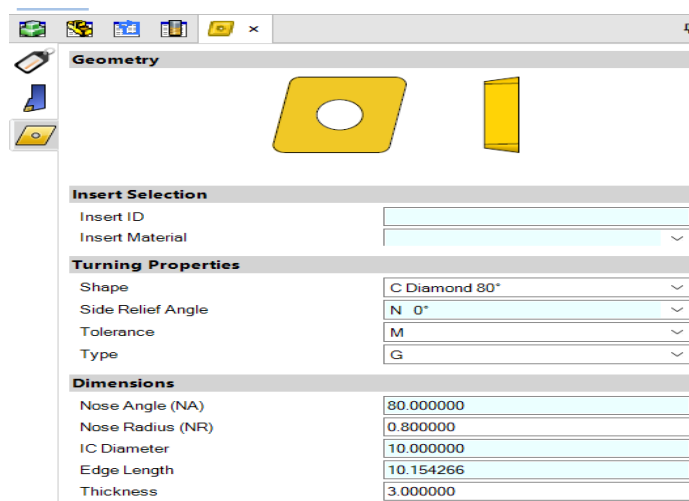 Geometry
Insert Selection
Insert ID
Insert Material
Turning Properties
Shape C Diamond 80°
Side Relief Angle N 0°
Tolerance M
Type G
Dimensions
Nose Angle (NA) 80.000000
Nose Radius (NR) 0.800000
IC Diameter 10.000000
Edge Length 10.154266
Thickness 3.000000